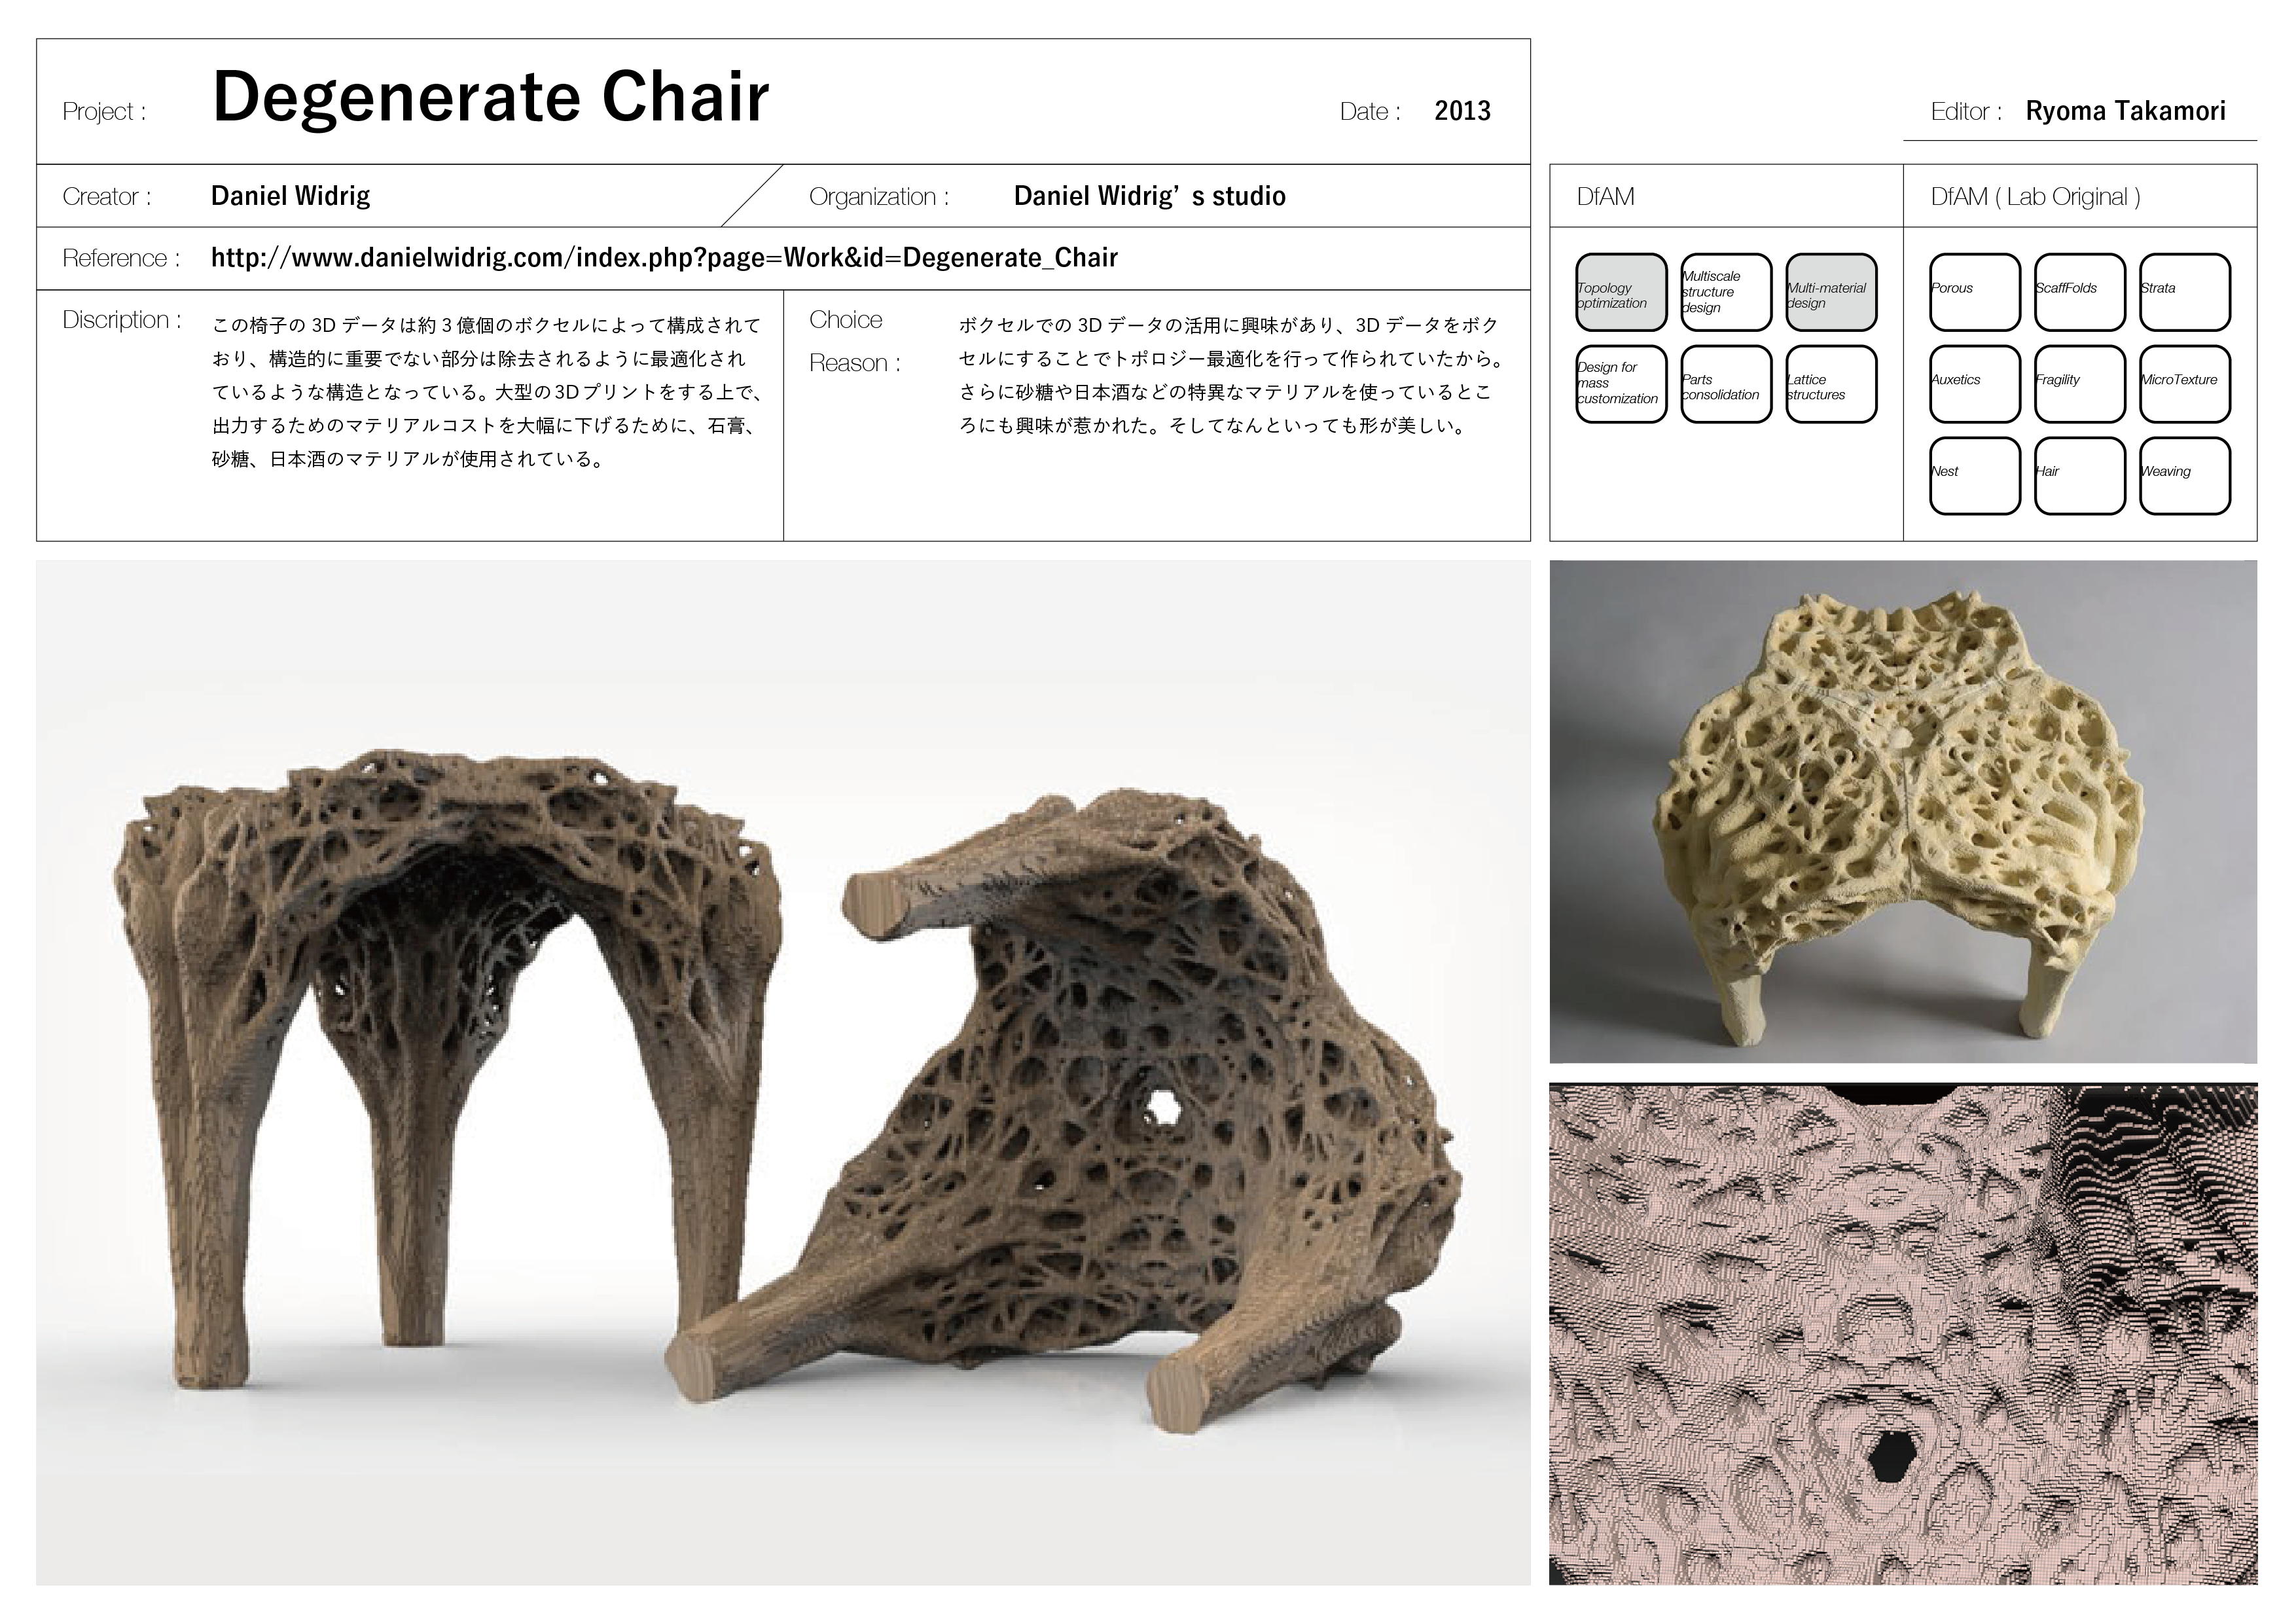 Project : Degenerate Chair Date : 2013
Editor : Ryoma Takamori
Creator : Daniel Widrig Organization : Daniel Widrig’ s studio
Reference : http://www.danielwidrig.com/index.php?page=Work&id=Degenerate_Chair
Discription :
この椅子の 3D データは約 3 億個のボクセルによって構成されて
おり、構造的に重要でない部分は除去されるように最適化され
ているような構造となっている。大型の3Dプリントをする上で、
出力するためのマテリアルコストを大幅に下げるために、石膏、
砂糖、日本酒のマテリアルが使用されている。
Choice
Reason :
ボクセルでの 3D データの活用に興味があり、3D データをボク
セルにすることでトポロジー最適化を行って作られていたから。
さらに砂糖や日本酒などの特異なマテリアルを使っているとこ
ろにも興味が惹かれた。そしてなんといっても形が美しい。
DfAM
Topology
optimization
Multiscale
structure
design
Multi-material
design
Design for
mass
customization
Parts
consolidation
Lattice
structures
DfAM ( Lab Original )
Porous
ScaffFolds
Strata
Auxetics
Fragility
MicroTexture
Nest
Hair
Weaving